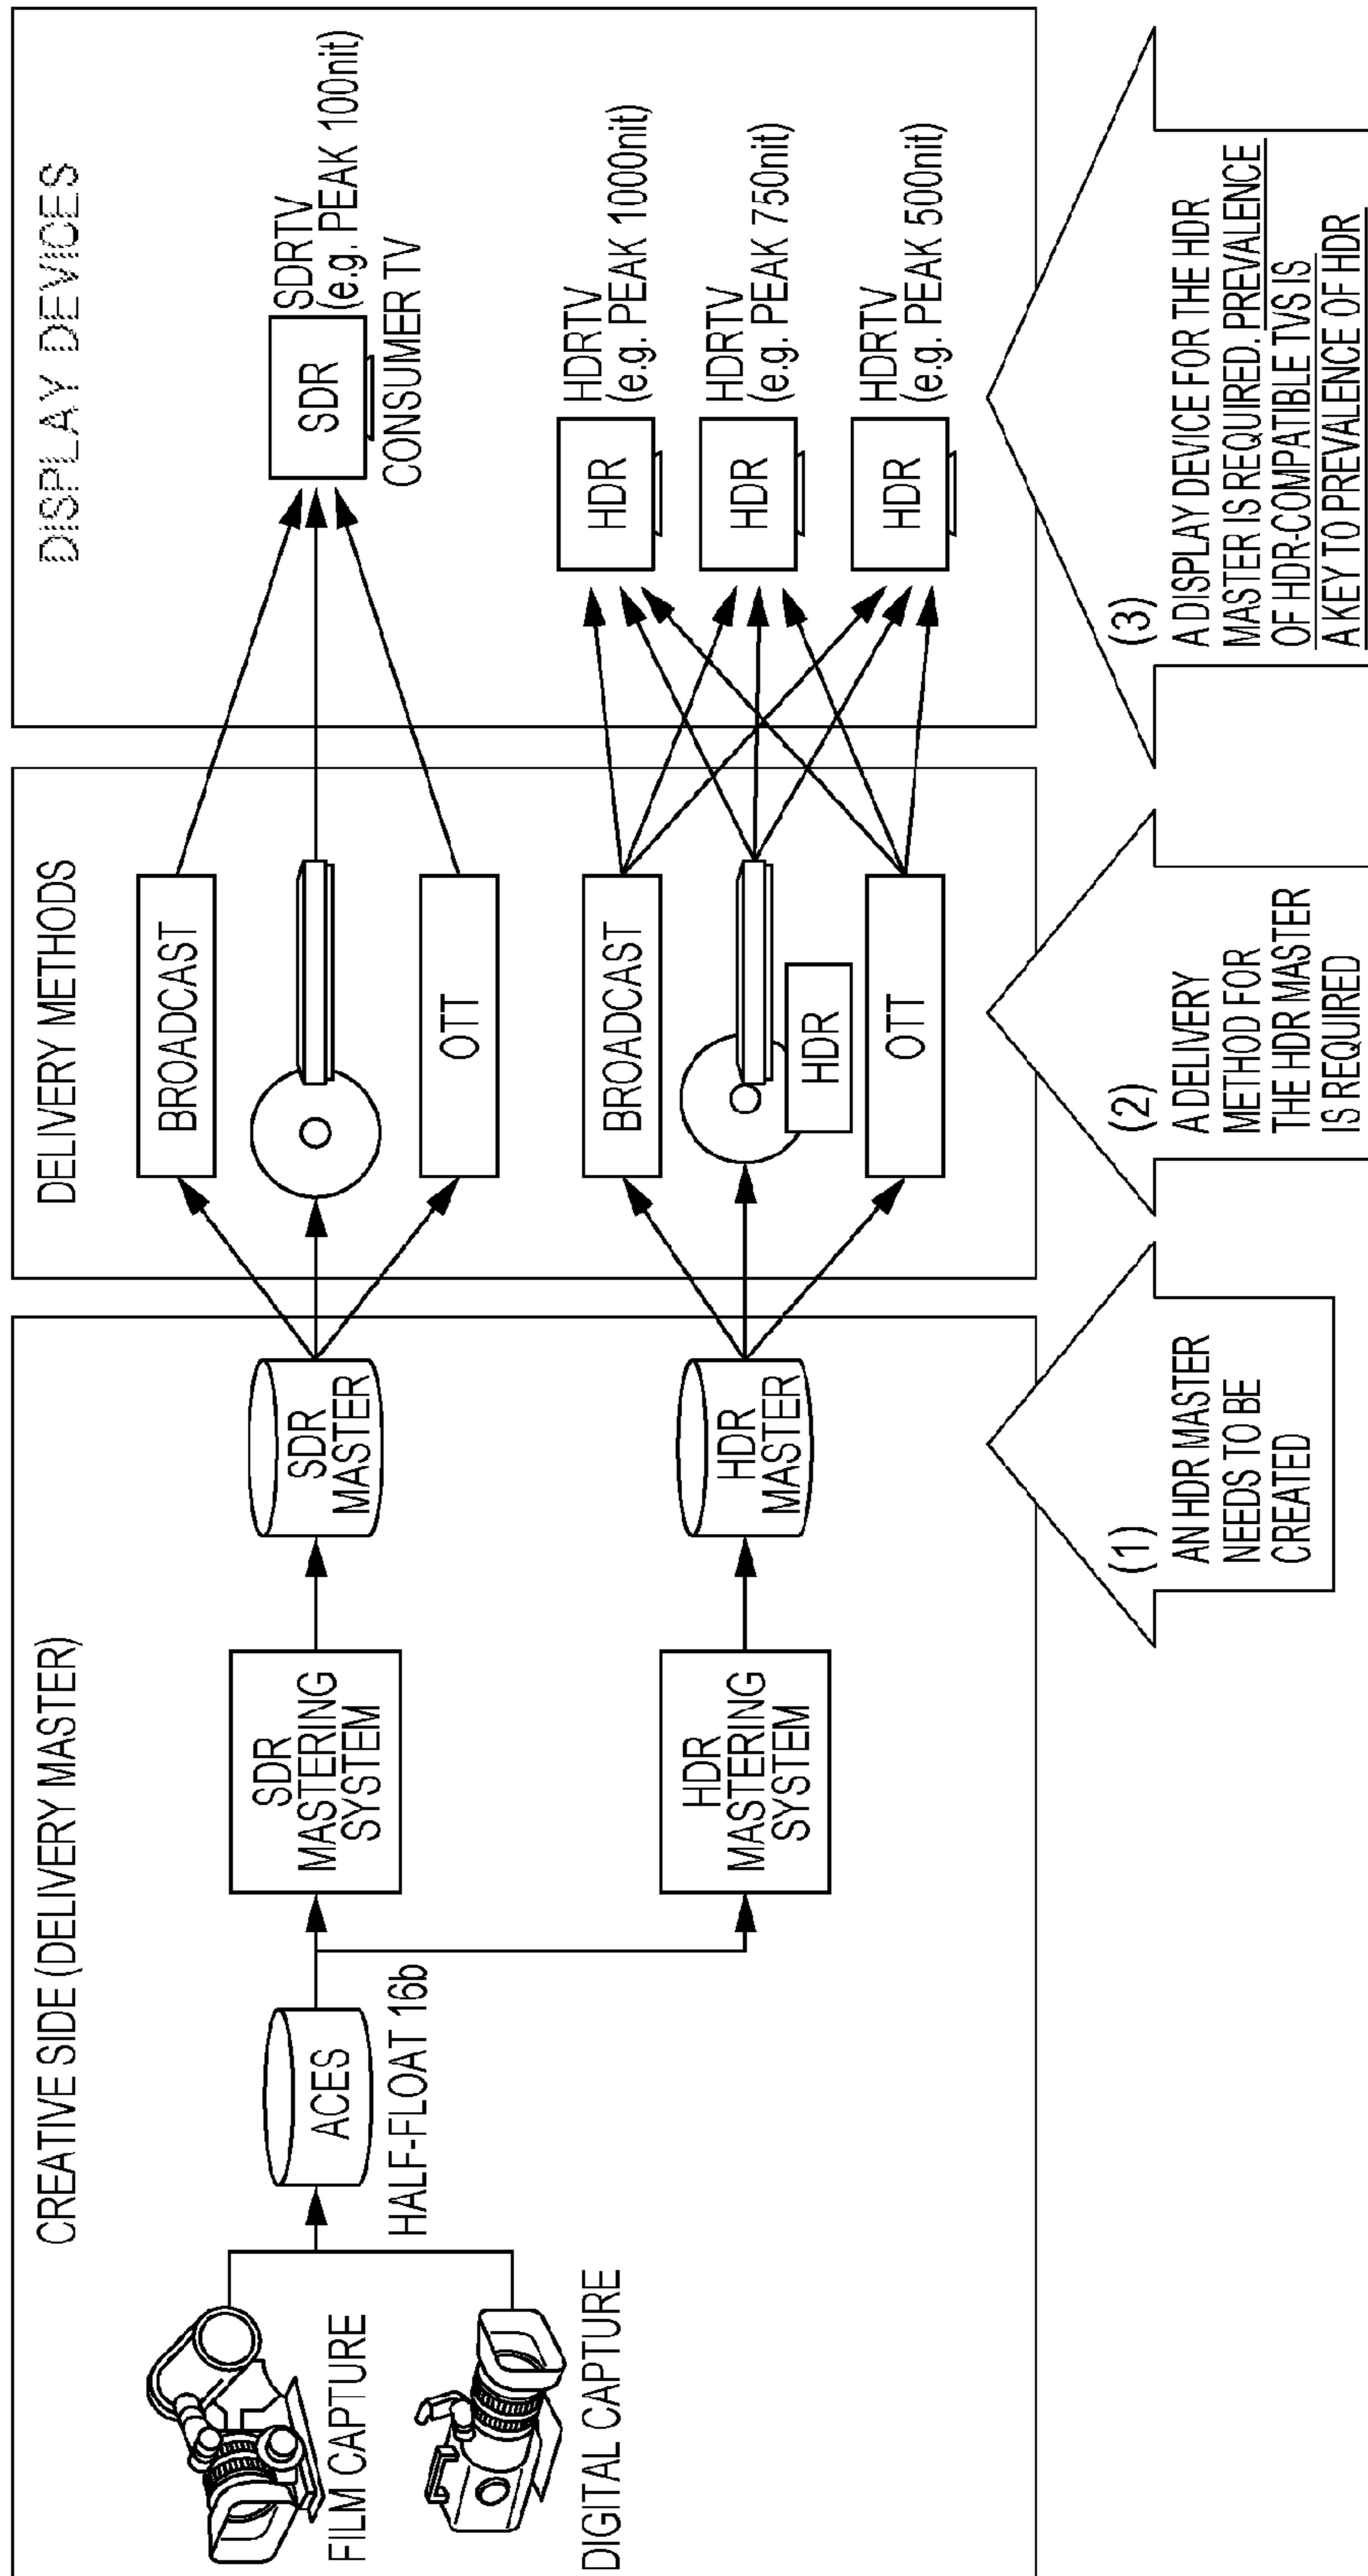 CREATIVE SIDE (DELIVERY MASTER)
FILM CAPTURE
DIGITAL CAPTURE
ACES
HALF-FLOAT 16b
SDR
MASTERING
SYSTEM
HDR
MASTERING
SYSTEM
SDR
MASTER
HDR
MASTER
DELIVERY METHODS
BROADCAST
OTT
BROADCAST
HDR
OTT
DISPLAY DEVICES
SDR
SDRTV
(e.g. PEAK 100nit)
CONSUMER TV
HDR
HDRTV
(e.g. PEAK 1000nit)
HDR
HDRTV
(e.g. PEAK 750nit)
HDR
HDRTV
(e.g. PEAK 500nit)
(1)
AN HDR MASTER
NEEDS TO BE
CREATED
(2)
A DELIVERY
METHOD FOR
THE HDR MASTER
IS REQUIRED
(3)
A DISPLAY DEVICE FOR THE HDR
MASTER IS REQUIRED. PREVALENCE
OF HDR-COMPATIBLE TVS IS
A KEY TO PREVALENCE OF HDR